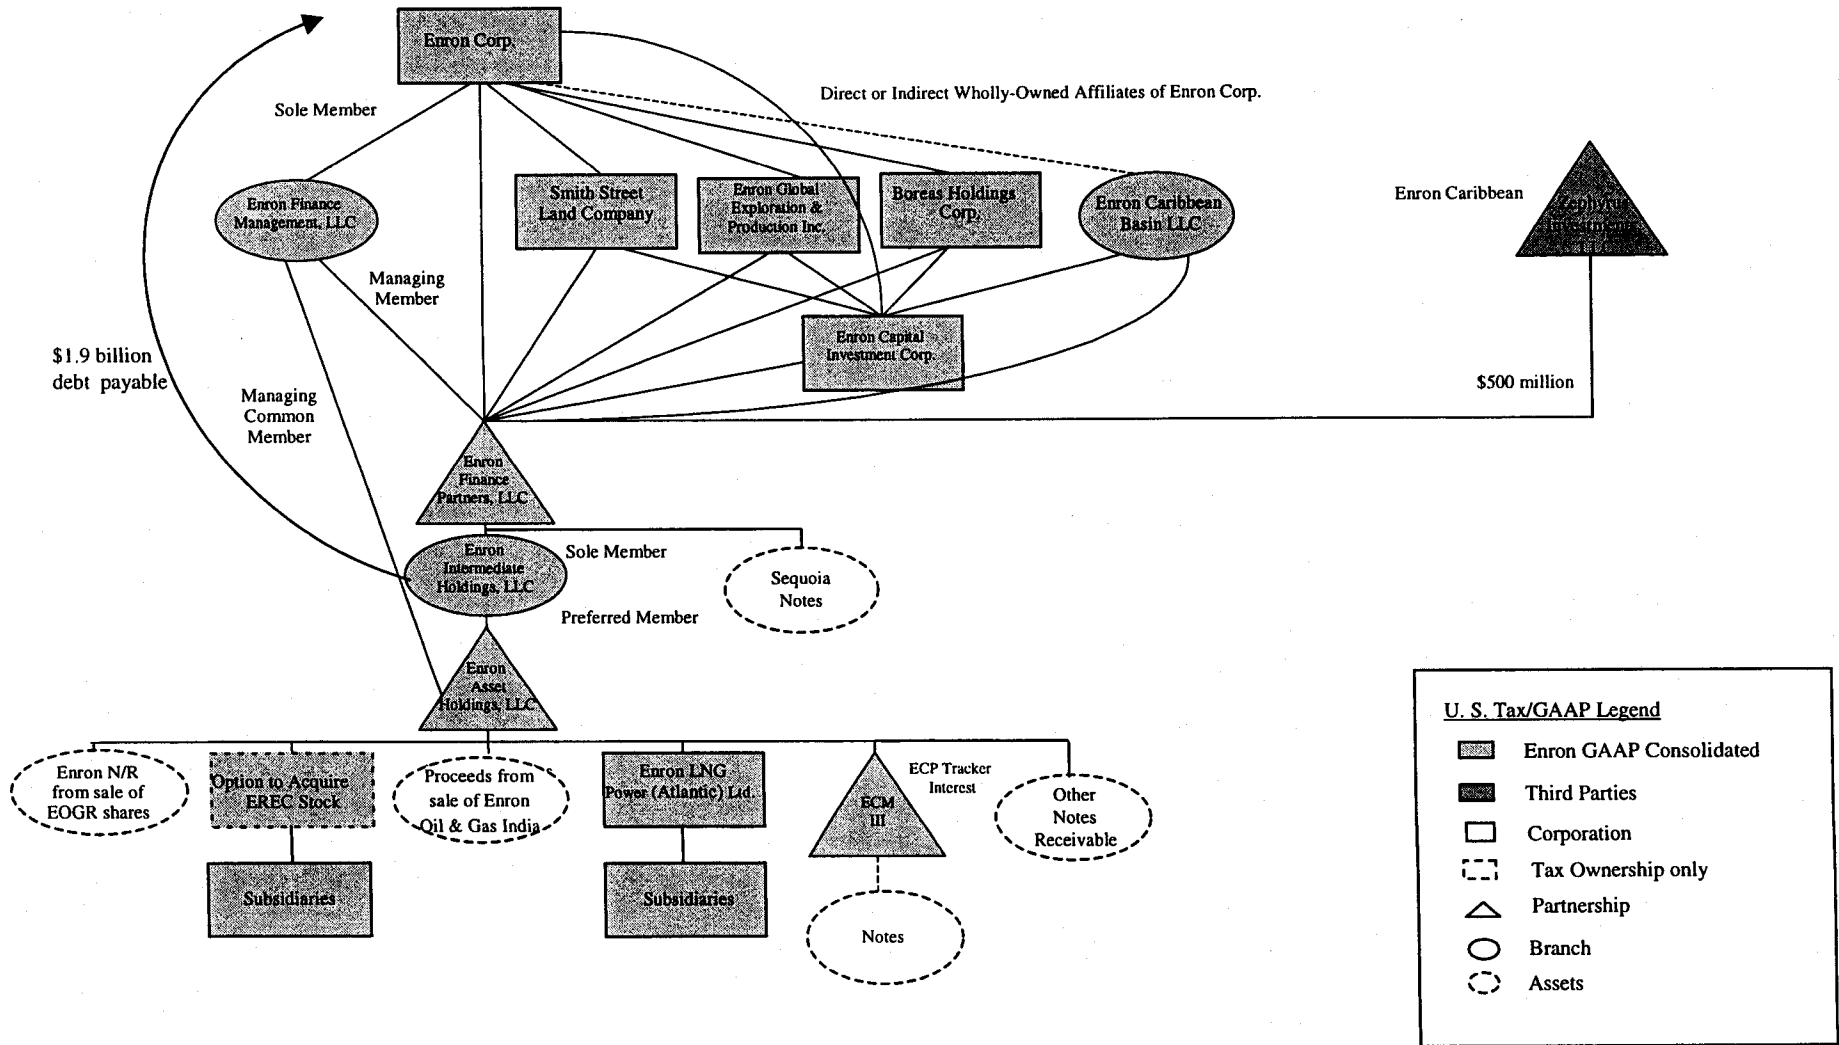 Enron Corp.
Direct or Indirect Wholly-Owned Affiliates of Enron Corp.
Sole Member
Enron Finance
Management, LLC
Smith Street
Land Company
Enron Global
Exploration &
Production Inc.
Boreas Holdings
Corp.
Enron Caribbean
Basin LLC
Enron Caribbean
Zephyrus
Investments
LLC
Managing
Member
Enron Capital
Investment Corp.
$1.9 billion
debt payable
$500 million
Managing
Common
Member
Enron
Finance
Partners, LLC
Enron
Intermediate
Holdings, LLC
Sole Member
Sequoia
Notes
Preferred Member
Enron
Asset
Holdings, LLC
Enron N/R
from sale of
EOGR shares
Option to Acquire
EREC Stock
Proceeds from
sale of Enron
Oil & Gas India
Enron LNG
Power (Atlantic) Ltd.
ECM
III
ECP Tracker
Interest
Other
Notes
Receivable
Subsidiaries
Subsidiaries
Notes
U. S. Tax/GAAP Legend
Enron GAAP Consolidated
Third Parties
Corporation
Tax Ownership only
Partnership
Branch
Assets